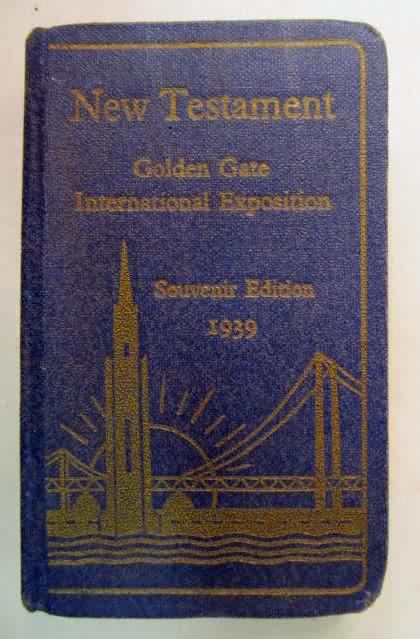 New Testament
Golden Gate
International Exposition
Souvenir Edition
1939